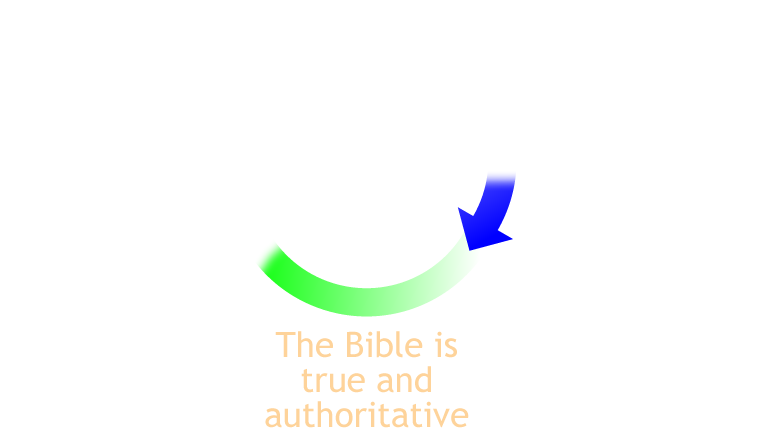 The Bible is
true and
authoritative